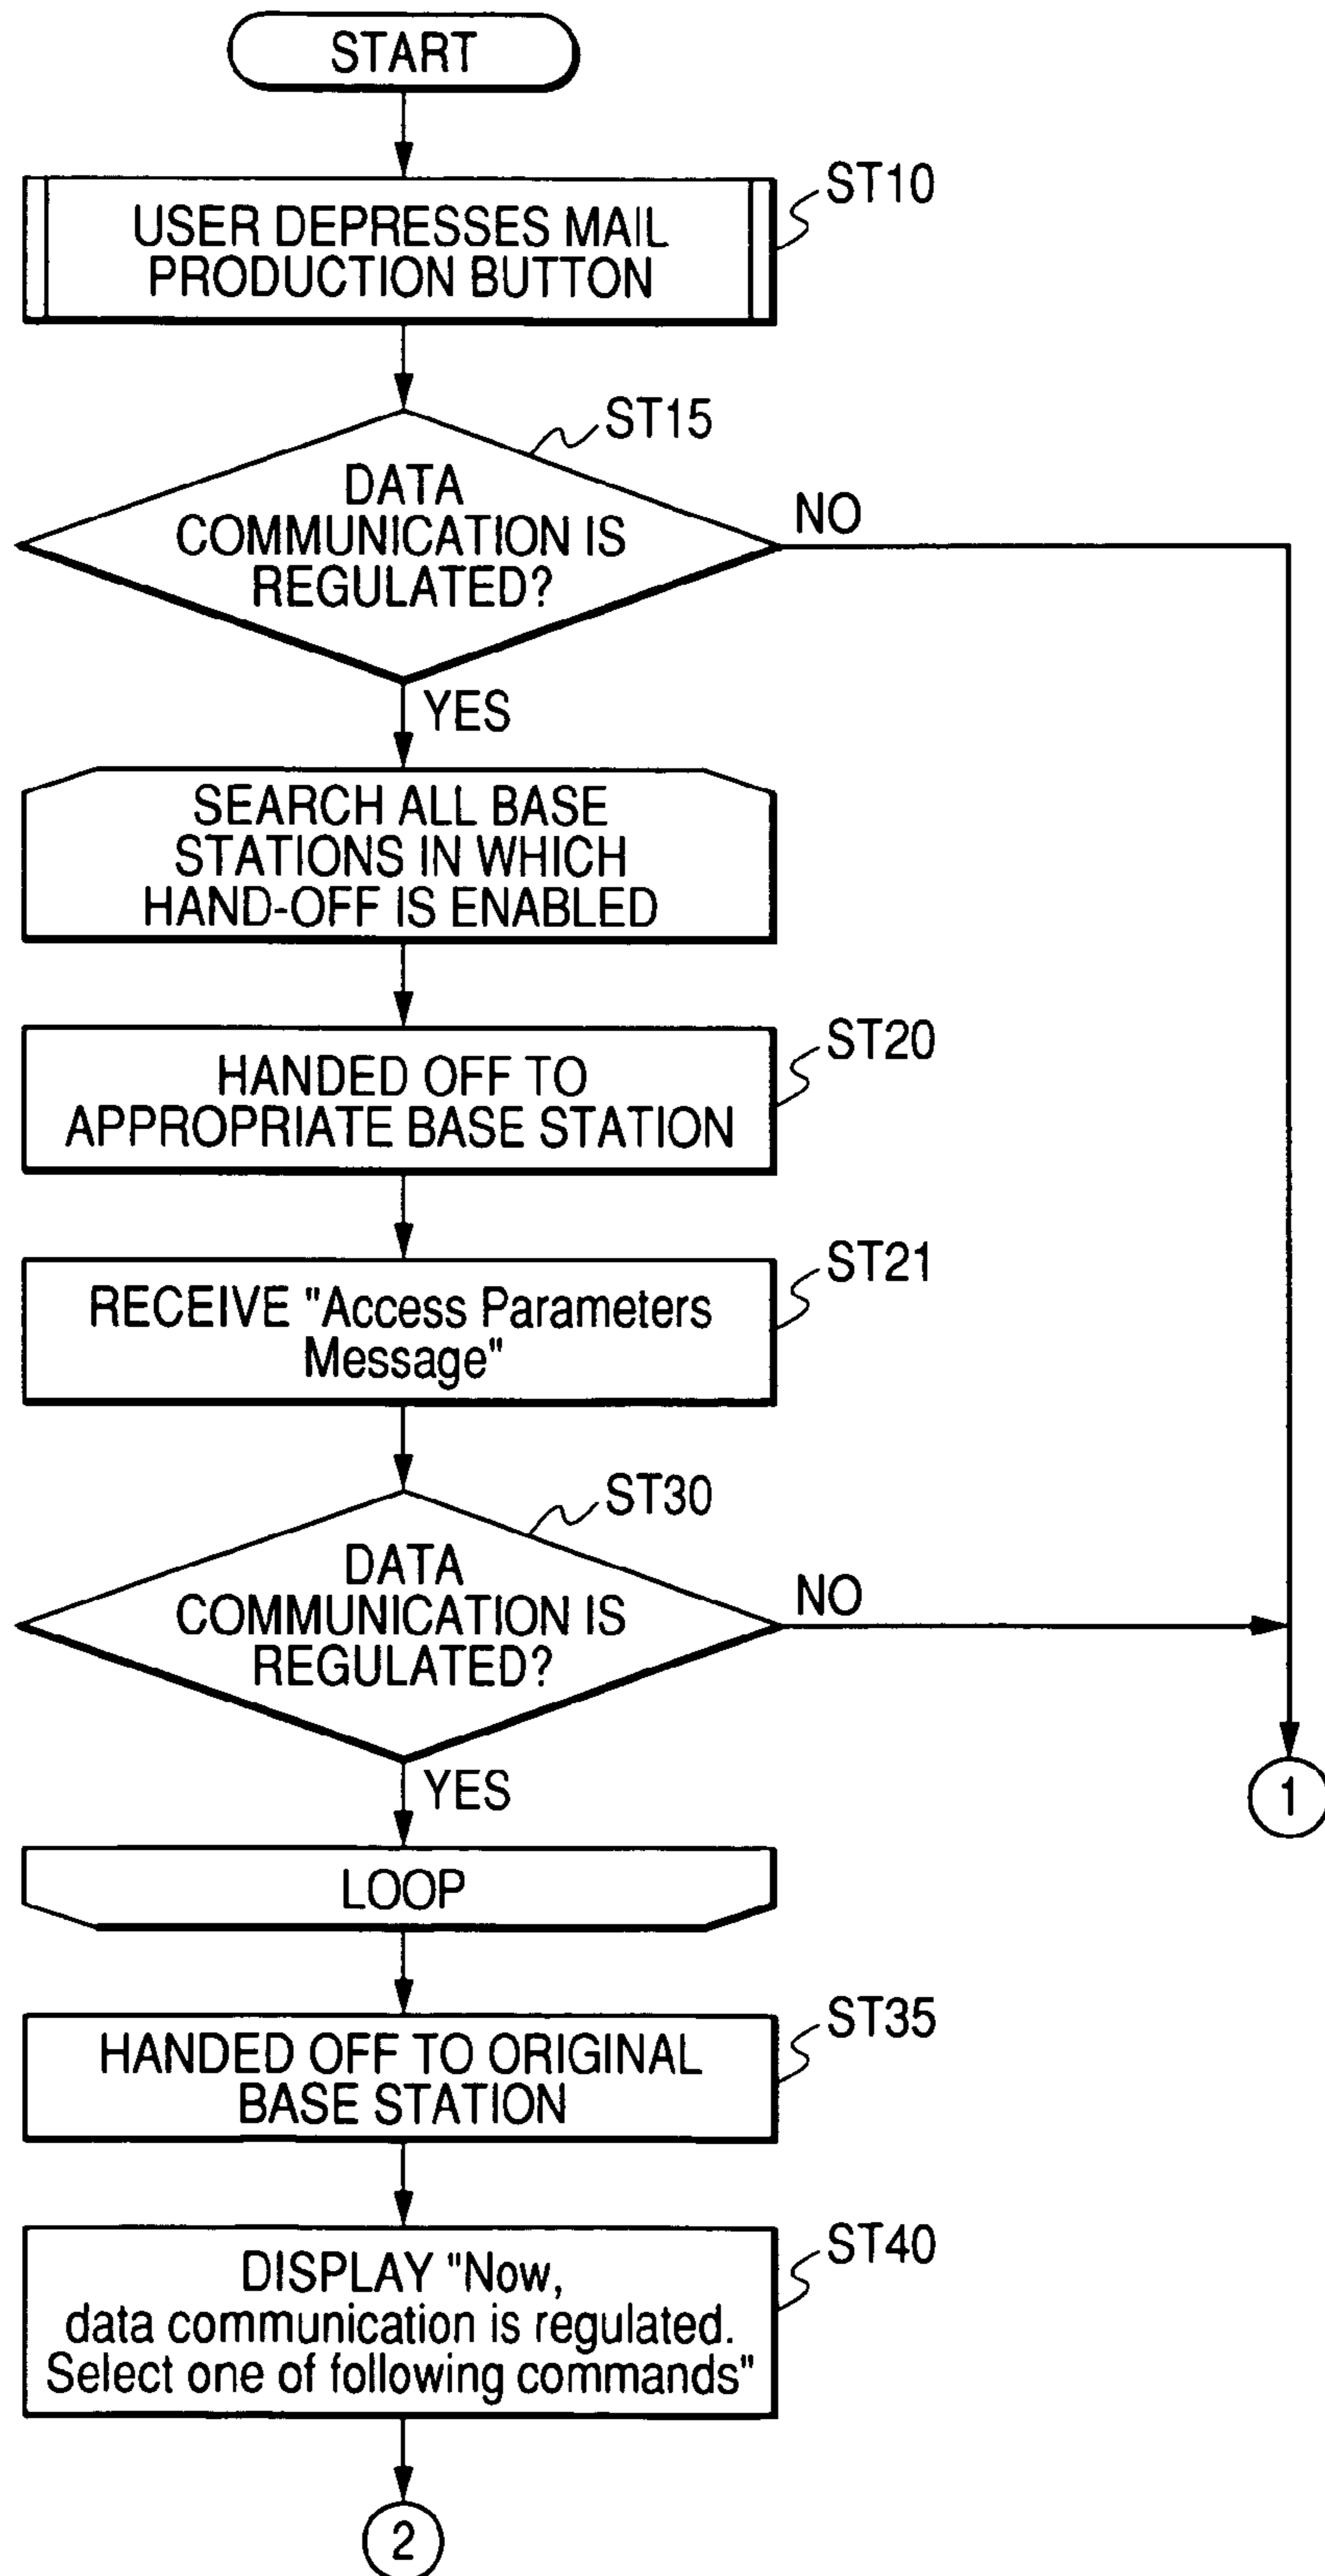 START
ST10
USER DEPRESSES MAIL
PRODUCTION BUTTON
ST15
DATA
COMMUNICATION IS
REGULATED?
NO
YES
SEARCH ALL BASE
STATIONS IN WHICH
HAND-OFF IS ENABLED
ST20
HANDED OFF TO
APPROPRIATE BASE STATION
ST21
RECEIVE "Access Parameters
Message"
ST30
DATA
COMMUNICATION IS
REGULATED?
NO
YES
1
LOOP
ST35
HANDED OFF TO ORIGINAL
BASE STATION
ST40
DISPLAY "Now,
data communication is regulated.
Select one of following commands"
2